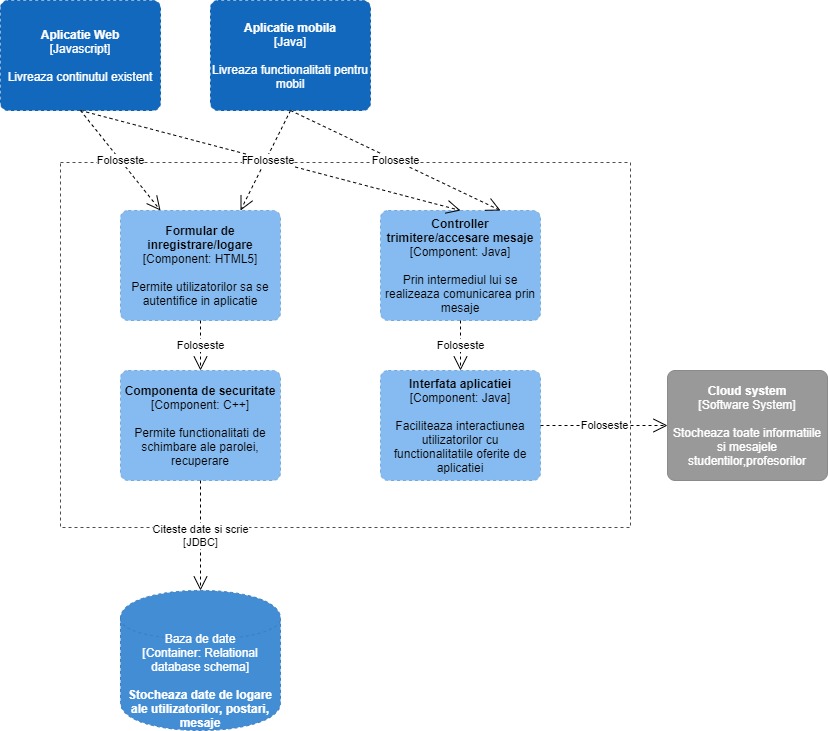 Aplicatie Web
[Javascript]
Livreaza continutul existent
Aplicatie mobila
[Java]
Livreaza functionalitati pentru
mobil
Foloseste
F
Foloseste
Foloseste
Formular de
inregistrare/logare
[Component: HTML5]
Permite utilizatorilor sa se
autentifice in aplicatie
Controller
trimitere/accesare mesaje
[Component: Java]
Prin intermediul lui se
realizeaza comunicarea prin
mesaje
Foloseste
Foloseste
Componenta de securitate
[Component: C++]
Permite functionalitati de
schimbare ale parolei,
recuperare
Interfata aplicatiei
[Component: Java]
Faciliteaza interactiunea
utilizatorilor cu
functionalitatile oferite de
aplicatiei
Foloseste
Cloud system
[Software System]
Stocheaza toate informatiile
si mesajele
studentilor,profesorilor
Citeste date si scrie
[JDBC]
Baza de date
[Container: Relational
database schema]
Stocheaza date de logare
ale utilizatorilor, postari,
mesaje